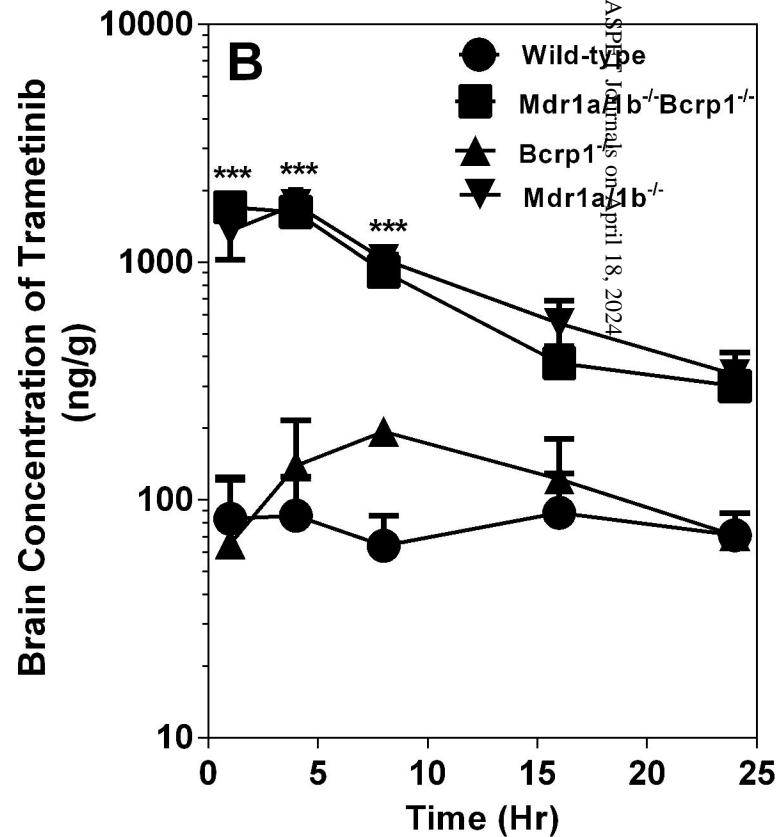 B
Wild-type
Mdr1a/1b-/-Bcrp1-/-
Bcrp1-/-
Mdr1a/1b-/-
***
***
***
Brain Concentration of Trametinib
(ng/g)
10000
1000
100
10
0 5 10 15 20 25
Time (Hr)
ASPET Journals on April 18, 2024